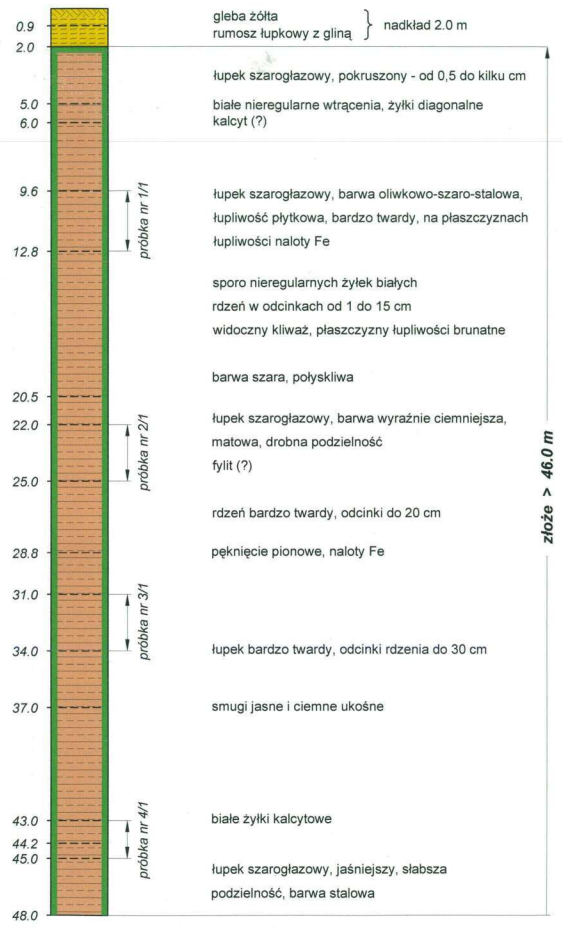 gleba żółta
0.9
rumosz łupkowy z gliną
nadkład 2.0 m
2.0
łupek szarogłazowy, pokruszony - od 0,5 do kilku cm
5.0
białe nieregularne wtrącenia, żyłki diagonalne
6.0
kalcyt (?)
9.6
łupek szarogłazowy, barwa oliwkowo-szaro-stalowa,
próbka nr 1/1
łupliwość płytkowa, bardzo twardy, na płaszczyznach
łupliwości naloty Fe
12.8
sporo nieregularnych żyłek białych
rdzeń w odcinkach od 1 do 15 cm
widoczny kliważ, płaszczyzny łupliwości brunatne
barwa szara, połyskliwa
20.5
łupek szarogłazowy, barwa wyraźnie ciemniejsza,
22.0
matowa, drobna podzielność
próbka nr 2/1
fylit (?)
25.0
złoże > 46.0 m
rdzeń bardzo twardy, odcinki do 20 cm
28.8
pęknięcie pionowe, naloty Fe
31.0
próbka nr 3/1
34.0
łupek bardzo twardy, odcinki rdzenia do 30 cm
37.0
smugi jasne i ciemne ukośne
43.0
białe żyłki kalcytowe
próbka nr 4/1
44.2
45.0
łupek szarogłazowy, jaśniejszy, słabsza
podzielność, barwa stalowa
48.0